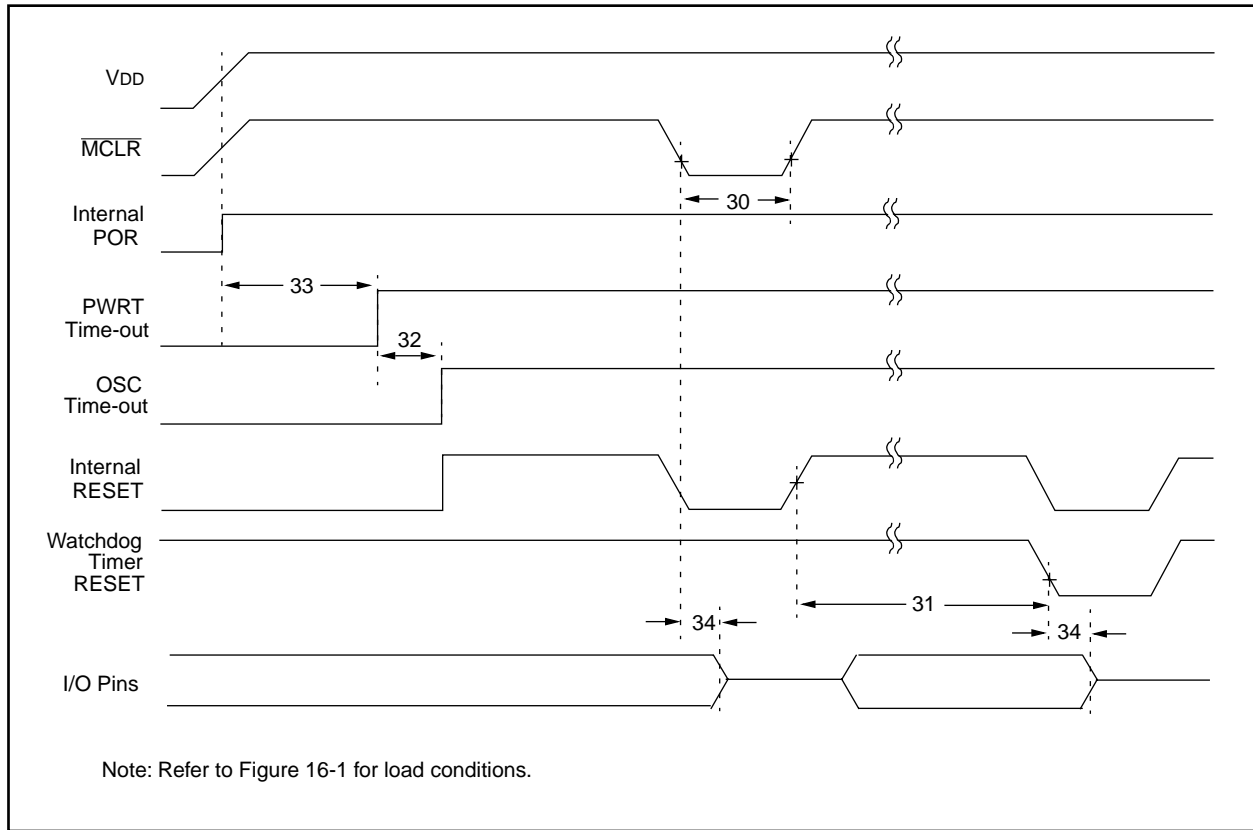 VDD
MCLR
30
Internal
POR
33
PWRT
Time-out
32
OSC
Time-out
Internal
RESET
Watchdog
Timer
RESET
31
34
34
I/O Pins
Note: Refer to Figure 16-1 for load conditions.